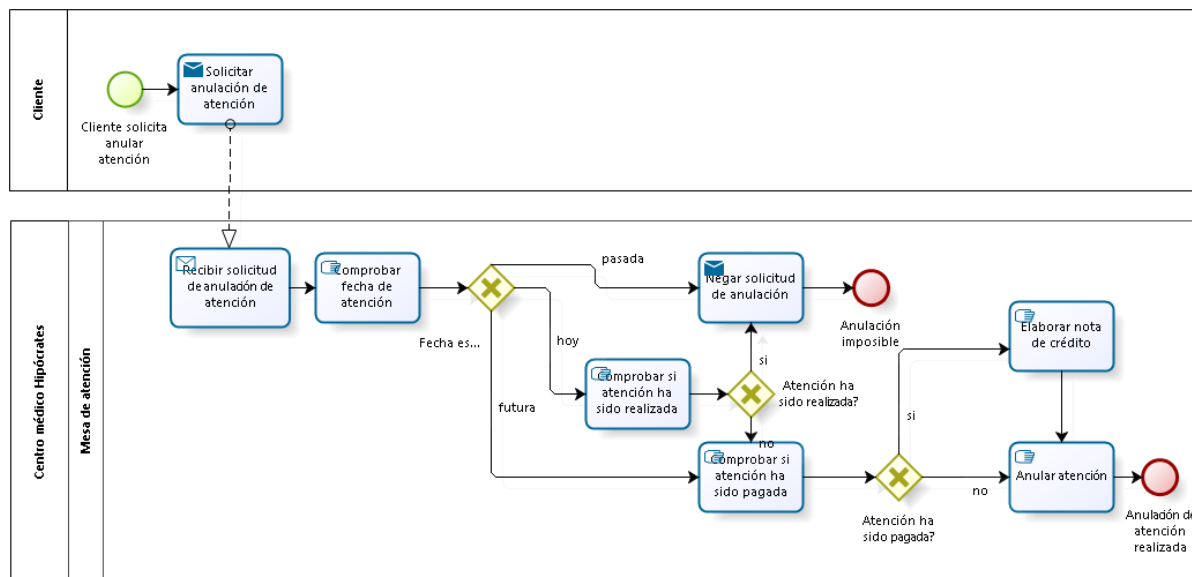 Cliente
Cliente solicita
anular
atención
Solicitar
anulación de
atención
Centro médico Hipócrates
Mesa de atención
Recibir solicitud
de anulación de
atención
Comprobar
fecha de
atención
Fecha es...
pasada
hoy
futura
Negar solicitud
de anulación
Anulación
imposible
Comprobar si
atención ha
sido realizada
si
Atención ha
sido realizada?
no
Comprobar si
atención ha
sido pagada
Atención ha
sido pagada?
si
no
Elaborar nota
de crédito
Anular atención
Anulación de
atención
realizada